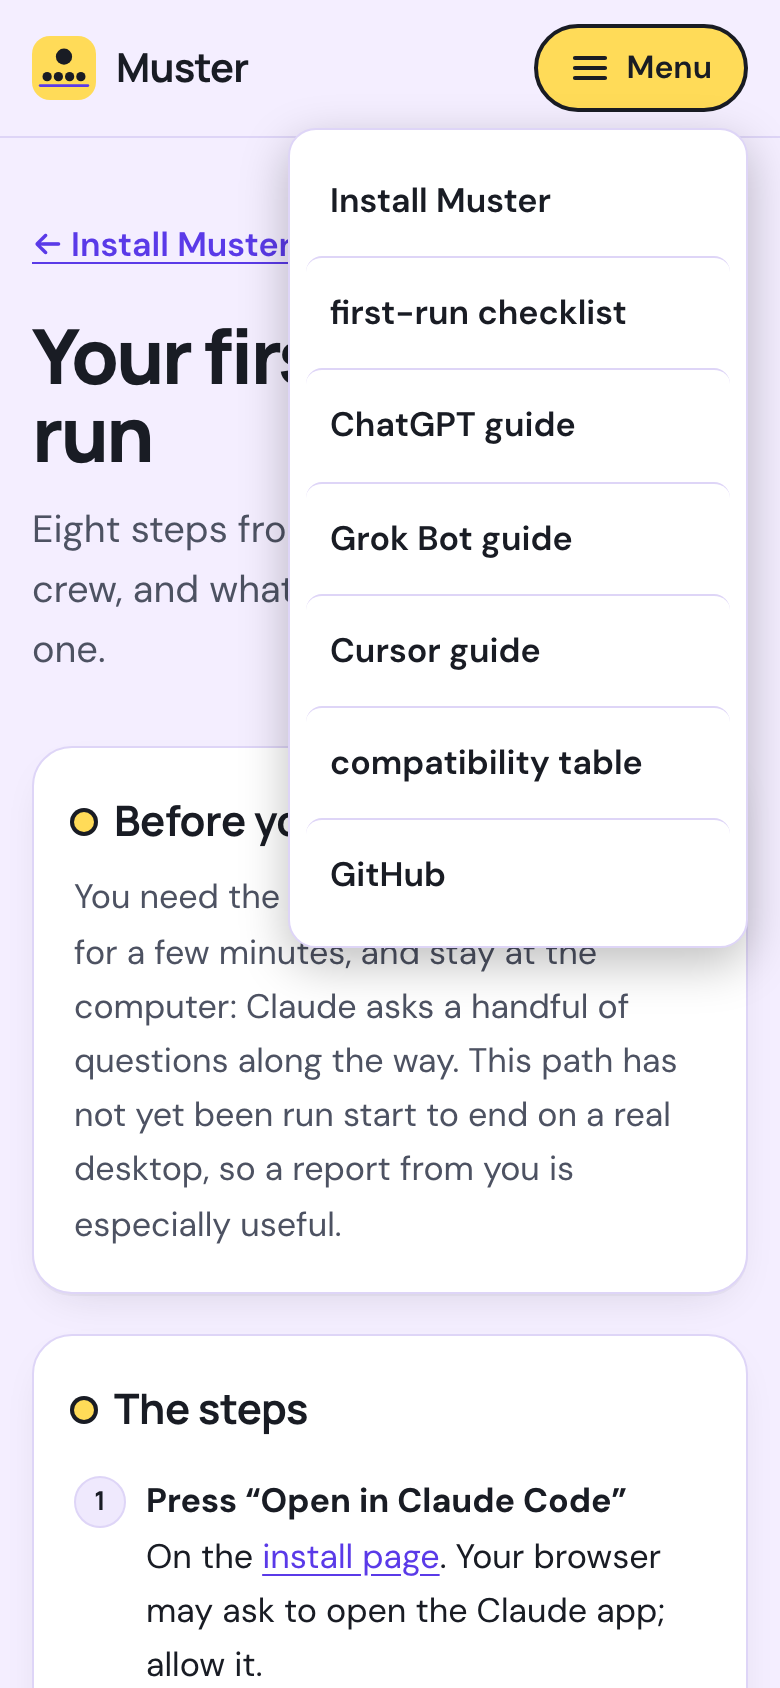 Muster
Menu
Install Muster
first-run checklist
ChatGPT guide
Grok Bot guide
Cursor guide
compatibility table
GitHub
← Install Muster
Your firs
run
Eight steps fro
crew, and what
one.
Before yo
You need the
for a few minutes, and stay at the
computer: Claude asks a handful of
questions along the way. This path has
not yet been run start to end on a real
desktop, so a report from you is
especially useful.
The steps
1
Press “Open in Claude Code”
On the install page. Your browser
may ask to open the Claude app;
allow it.